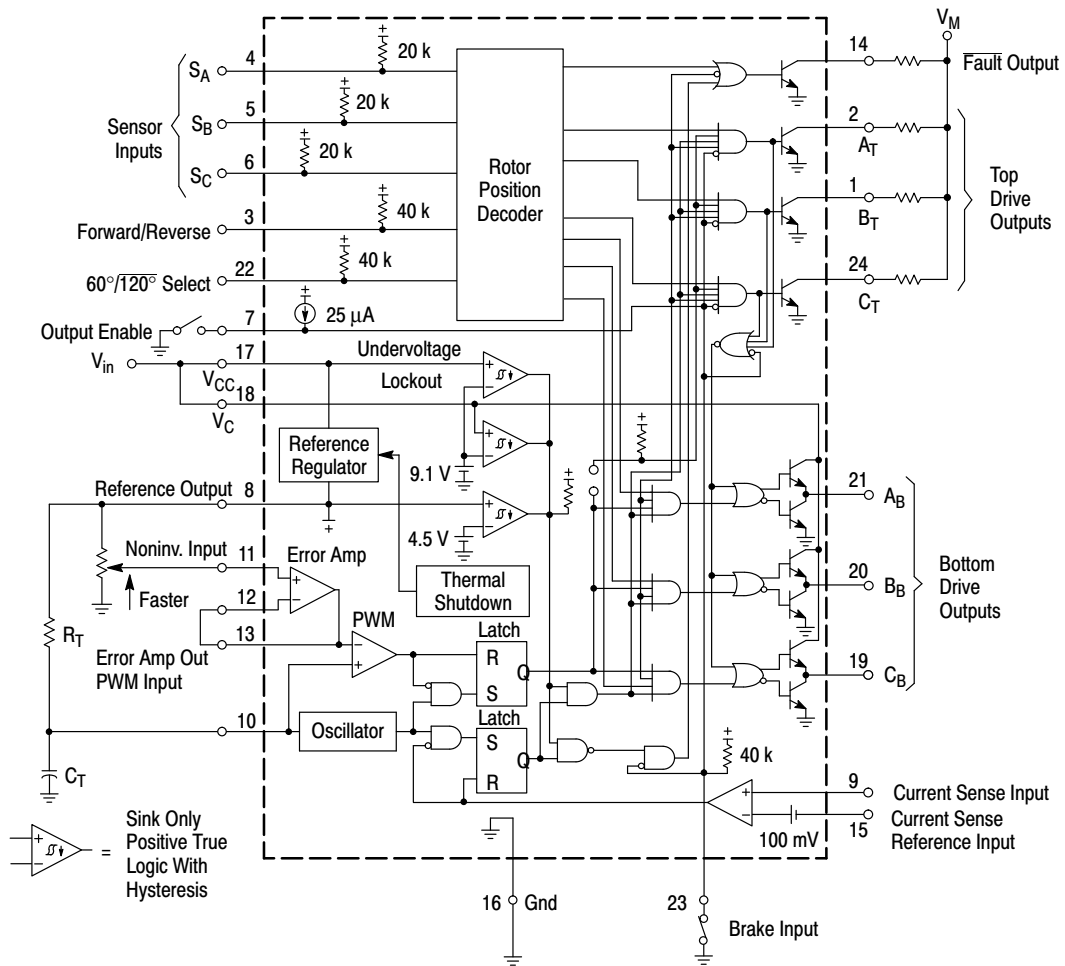 V_M
14
Fault Output
4
S_A
20 k
5
S_B
20 k
Sensor
Inputs
6
S_C
20 k
Rotor
Position
Decoder
2
A_T
Top
Drive
Outputs
1
B_T
3
Forward/Reverse
40 k
22
60°/120° Select
40 k
24
C_T
7
Output Enable
25 µA
V_in
17
V_CC
Undervoltage
Lockout
18
V_C
Reference
Regulator
9.1 V
Reference Output
8
4.5 V
21
A_B
Noninv. Input
11
Error Amp
Faster
12
Thermal
Shutdown
20
B_B
Bottom
Drive
Outputs
R_T
13
Error Amp Out
PWM Input
PWM
Latch
R
Q
S
19
C_B
10
Oscillator
Latch
S
Q
R
40 k
C_T
9
Current Sense Input
15
Current Sense
Reference Input
100 mV
=
Sink Only
Positive True
Logic With
Hysteresis
16
Gnd
23
Brake Input